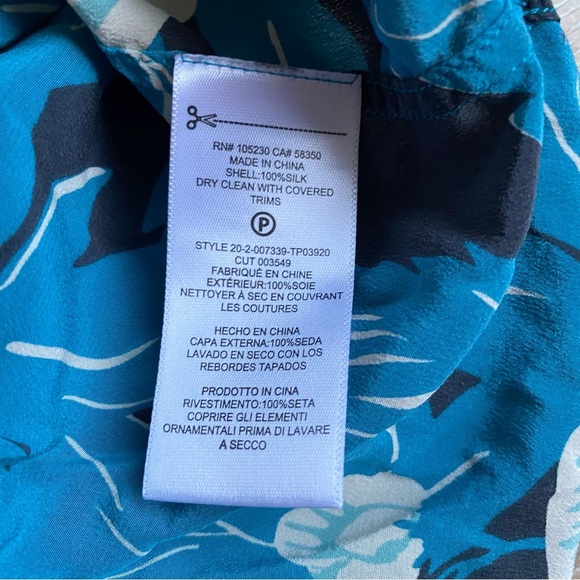 RN# 105230 CA# 58350
MADE IN CHINA
SHELL:100%SILK
DRY CLEAN WITH COVERED
TRIMS
P
STYLE 20-2-007339-TP03920
CUT 003549
FABRIQUÉ EN CHINE
EXTÉRIEUR:100%SOIE
NETTOYER À SEC EN COUVRANT
LES COUTURES
HECHO EN CHINA
CAPA EXTERNA:100%SEDA
LAVADO EN SECO CON LOS
REBORDES TAPADOS
PRODOTTO IN CINA
RIVESTIMENTO:100%SETA
COPRIRE GLI ELEMENTI
ORNAMENTALI PRIMA DI LAVARE
A SECCO